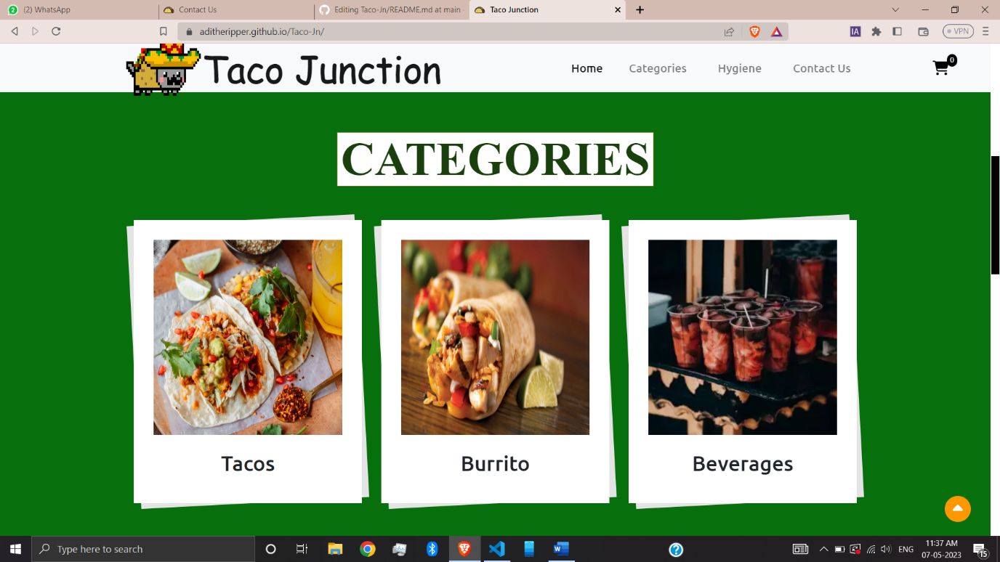 2
(2) WhatsApp
Contact Us
Editing Taco-Jn/README.md at main
Taco Junction
aditheripper.github.io/Taco-Jn/
IA
VPN
Taco Junction
Home
Categories
Hygiene
Contact Us
0
CATEGORIES
Tacos
Burrito
Beverages
Type here to search
W
?
ENG
11:37 AM
07-05-2023
15